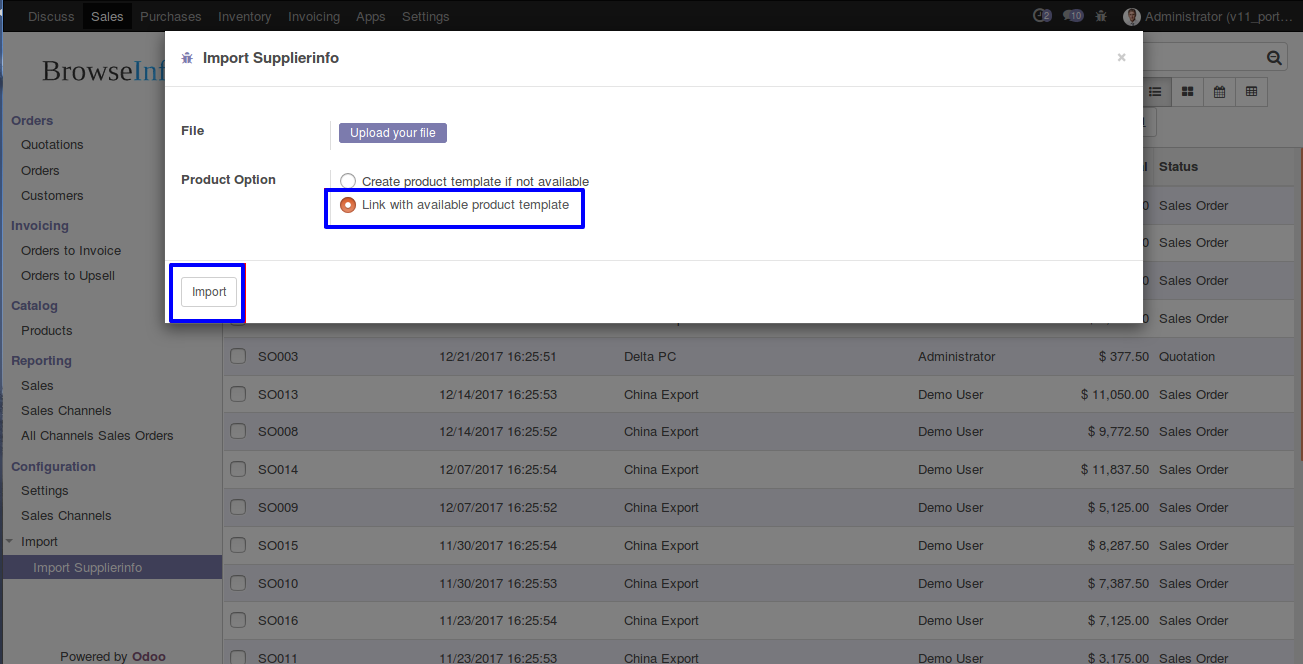 Discuss Sales Purchases Inventory Invoicing Apps Settings 2 10 Administrator (v11_port...
Import Supplierinfo ×
BrowseInf
File Upload your file
Product Option Create product template if not available
Link with available product template
Import
Orders
Quotations
Orders
Customers
Invoicing
Orders to Invoice
Orders to Upsell
Catalog
Products
Reporting
Sales
Sales Channels
All Channels Sales Orders
Configuration
Settings
Sales Channels
Import
Import Supplierinfo
Powered by Odoo
Status
Sales Order
Sales Order
Sales Order
Sales Order
SO003 12/21/2017 16:25:51 Delta PC Administrator $ 377.50 Quotation
SO013 12/14/2017 16:25:53 China Export Demo User $ 11,050.00 Sales Order
SO008 12/14/2017 16:25:52 China Export Demo User $ 9,772.50 Sales Order
SO014 12/07/2017 16:25:54 China Export Demo User $ 11,837.50 Sales Order
SO009 12/07/2017 16:25:52 China Export Demo User $ 5,125.00 Sales Order
SO015 11/30/2017 16:25:54 China Export Demo User $ 8,287.50 Sales Order
SO010 11/30/2017 16:25:53 China Export Demo User $ 7,387.50 Sales Order
SO016 11/23/2017 16:25:54 China Export Demo User $ 7,125.00 Sales Order
SO011 11/23/2017 16:25:53 China Export Demo User $ 3,175.00 Sales Order